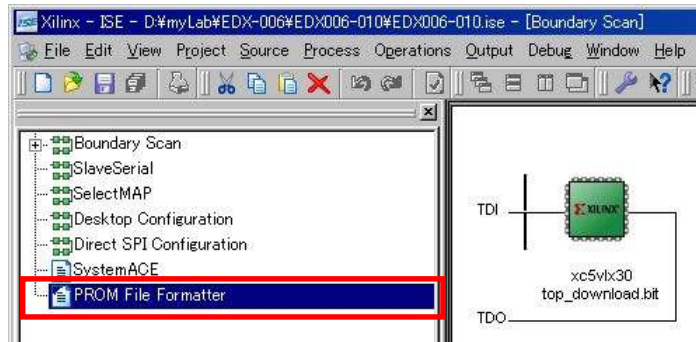 Xilinx - ISE - D:¥myLab¥EDX-006¥EDX006-010¥EDX006-010.ise - [Boundary Scan]
File Edit View Project Source Process Operations Output Debug Window Help
Boundary Scan
SlaveSerial
SelectMAP
Desktop Configuration
Direct SPI Configuration
SystemACE
PROM File Formatter
TDI
XILINX
xc5vlx30
top_download.bit
TDO